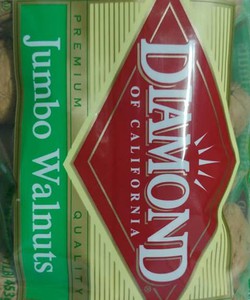 DIAMOND
OF CALIFORNIA
®
PREMIUM QUALITY
Jumbo Walnuts